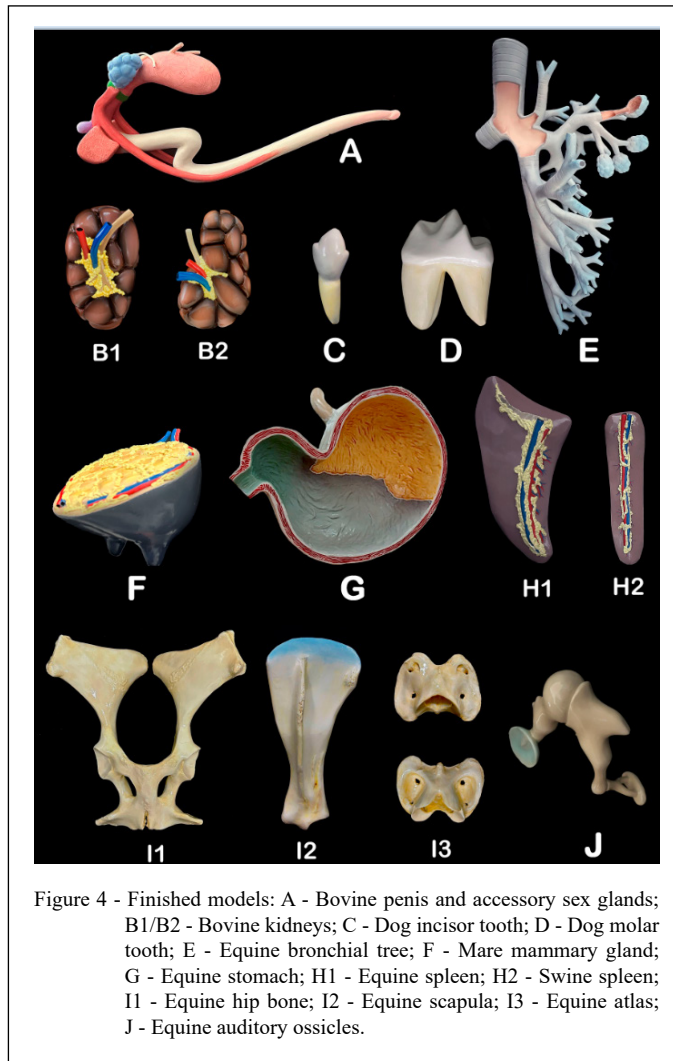 A
B1
B2
C
D
E
F
G
H1
H2
I1
I2
I3
J
Figure 4 - Finished models: A - Bovine penis and accessory sex glands;
B1/B2 - Bovine kidneys; C - Dog incisor tooth; D - Dog molar
tooth; E - Equine bronchial tree; F - Mare mammary gland;
G - Equine stomach; H1 - Equine spleen; H2 - Swine spleen;
I1 - Equine hip bone; I2 - Equine scapula; I3 - Equine atlas;
J - Equine auditory ossicles.